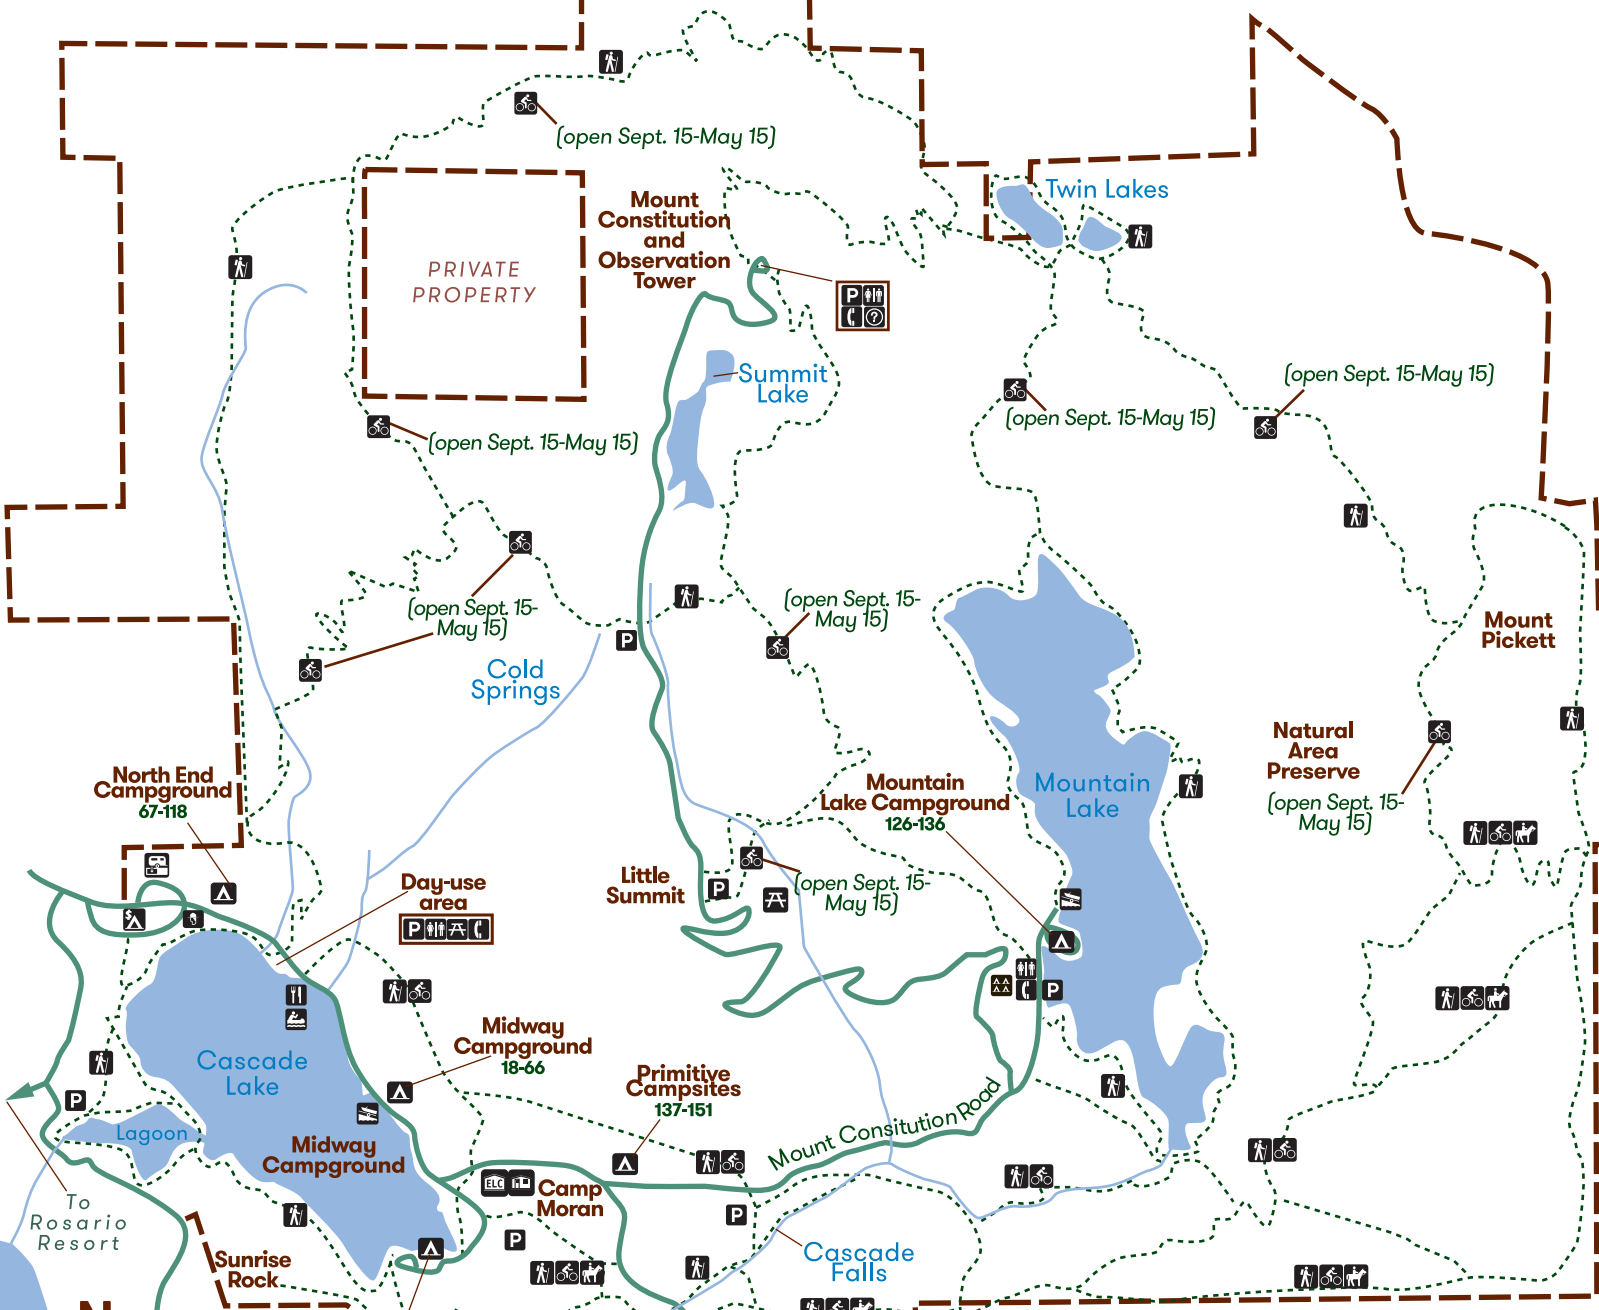 (open Sept. 15-May 15)
Mount
Constitution
and
Observation
Tower
Twin Lakes
PRIVATE
PROPERTY
P
?
Summit
Lake
(open Sept. 15-May 15)
(open Sept. 15-May 15)
(open Sept. 15-May 15)
(open Sept. 15-
May 15)
(open Sept. 15-
May 15)
P
Mount
Pickett
Cold
Springs
Natural
Area
Preserve
(open Sept. 15-
May 15)
North End
Campground
67-118
Mountain
Lake Campground
126-136
Mountain
Lake
Day-use
area
P
Little
Summit
P
(open Sept. 15-
May 15)
$
P
Midway
Campground
18-66
Cascade
Lake
P
Primitive
Campsites
137-151
Mount Consitution Road
Lagoon
Midway
Campground
ELC
Camp
Moran
P
P
To
Rosario
Resort
Sunrise
Rock
Cascade
Falls
N